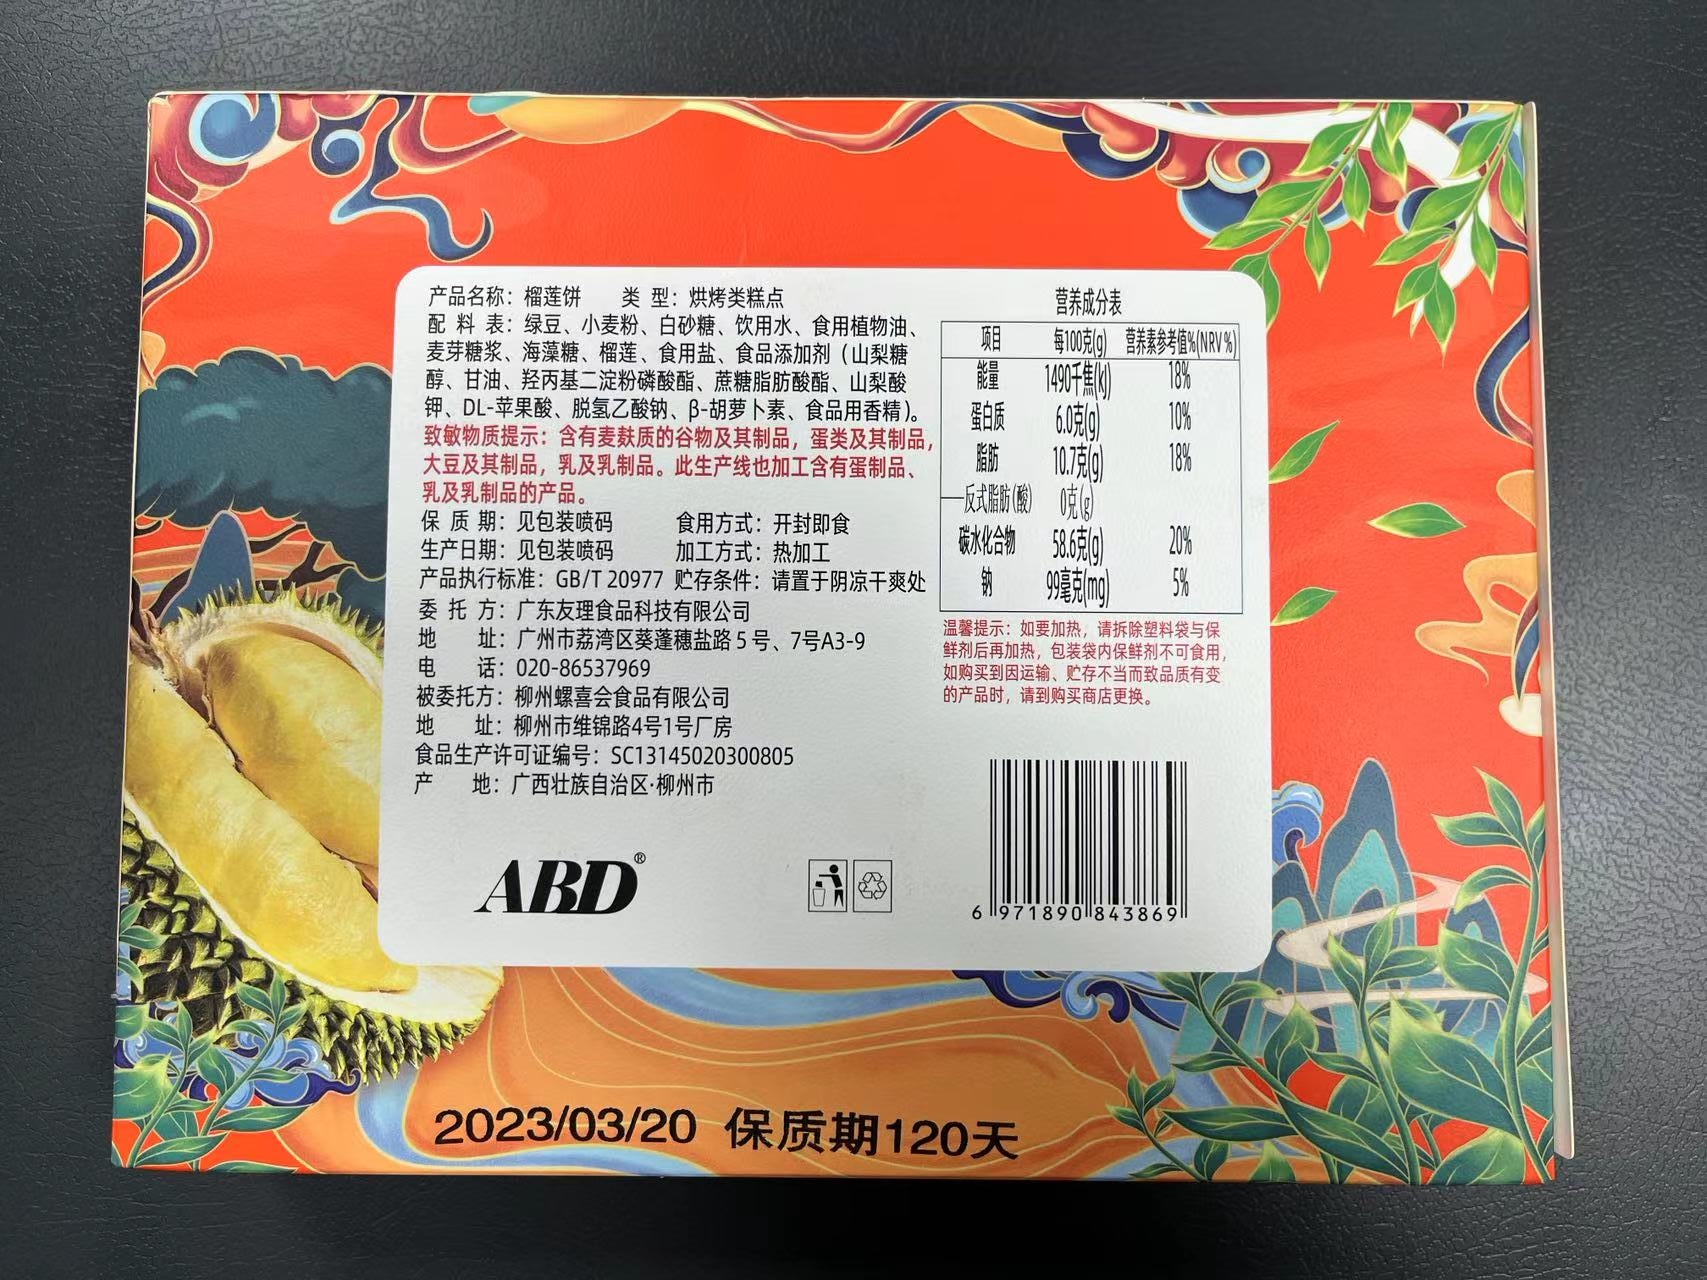 产品名称：榴莲饼 类 型：烘烤类糕点
配 料 表：绿豆、小麦粉、白砂糖、饮用水、食用植物油、
麦芽糖浆、海藻糖、榴莲、食用盐、食品添加剂（山梨糖
醇、甘油、羟丙基二淀粉磷酸酯、蔗糖脂肪酸酯、山梨酸
钾、DL-苹果酸、脱氢乙酸钠、β-胡萝卜素、食品用香精）。
致敏物质提示：含有麦麸质的谷物及其制品，蛋类及其制品，
大豆及其制品，乳及乳制品。此生产线也加工含有蛋制品、
乳及乳制品的产品。
保 质 期：见包装喷码 食用方式：开封即食
生产日期：见包装喷码 加工方式：热加工
产品执行标准：GB/T 20977 贮存条件：请置于阴凉干爽处
委 托 方：广东友理食品科技有限公司
地 址：广州市荔湾区葵蓬穗盐路5号、7号A3-9
电 话：020-86537969
被委托方：柳州螺喜会食品有限公司
地 址：柳州市维锦路4号1号厂房
食品生产许可证编号：SC13145020300805
产 地：广西壮族自治区·柳州市
ABD®
营养成分表
项目 每100克(g) 营养素参考值%(NRV%)
能量 1490千焦(kj) 18%
蛋白质 6.0克(g) 10%
脂肪 10.7克(g) 18%
—反式脂肪(酸) 0克(g)
碳水化合物 58.6克(g) 20%
钠 99毫克(mg) 5%
温馨提示：如要加热，请拆除塑料袋与保
鲜剂后再加热，包装袋内保鲜剂不可食用，
如购买到因运输、贮存不当而致品质有变
的产品时，请到购买商店更换。
6 971890 843869
2023/03/20 保质期120天